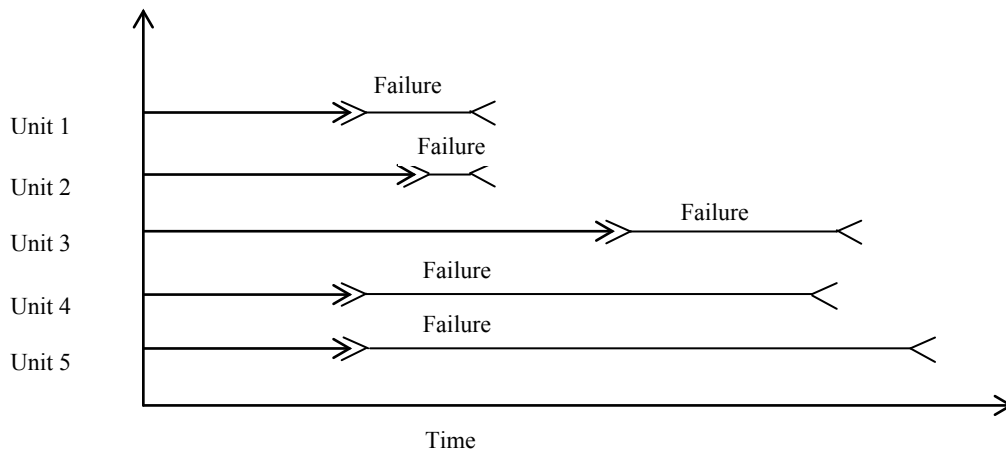 Failure
Unit 1
Failure
Unit 2
Failure
Unit 3
Failure
Unit 4
Failure
Unit 5
Time